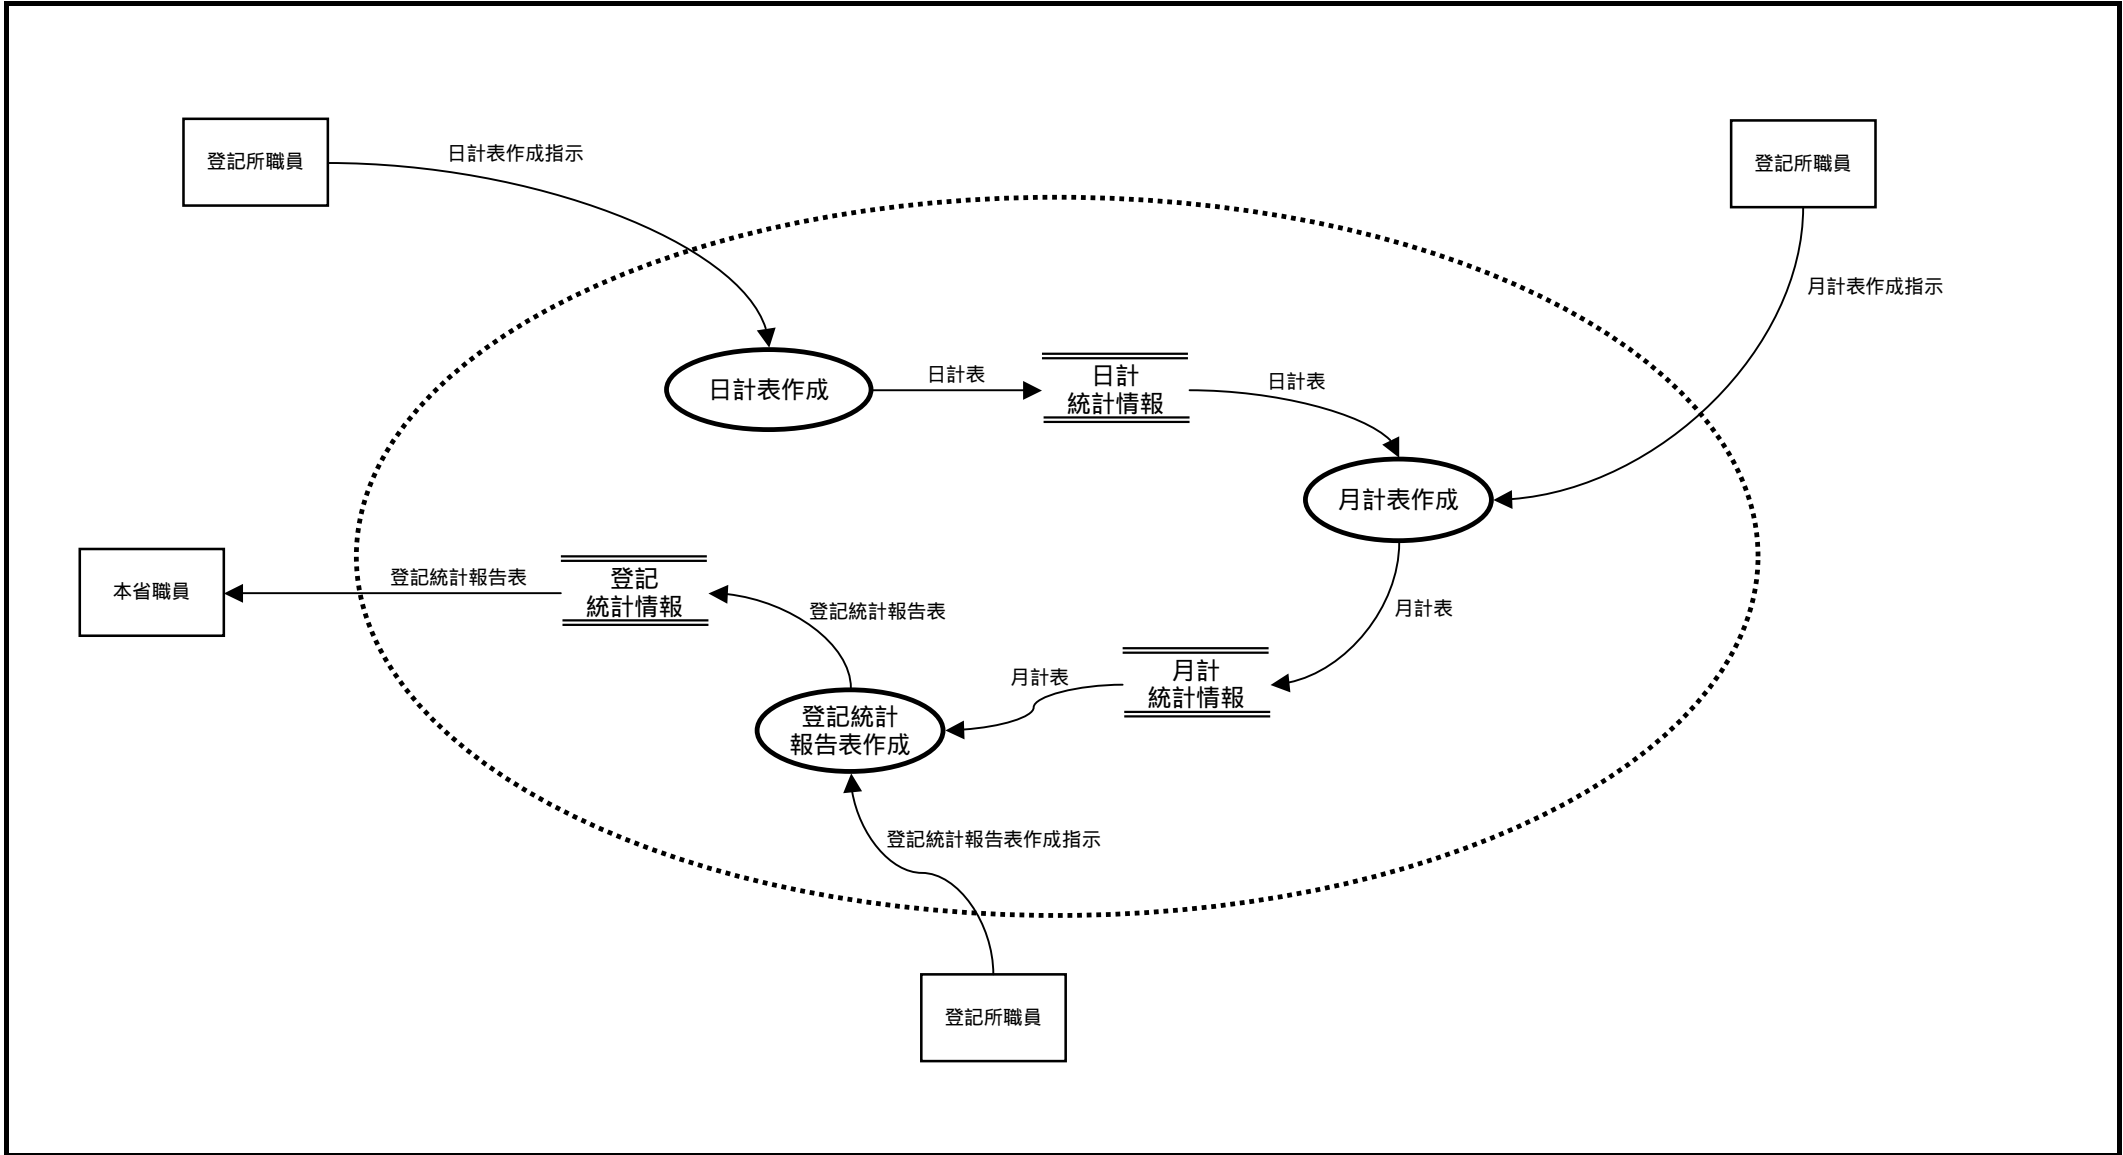 登記所職員
日計表作成指示
登記所職員
月計表作成指示
日計表作成
日計表
日計
統計情報
日計表
月計表作成
本省職員
登記統計報告表
登記
統計情報
登記統計報告表
月計表
月計表
月計
統計情報
登記統計
報告表作成
登記統計報告表作成指示
登記所職員